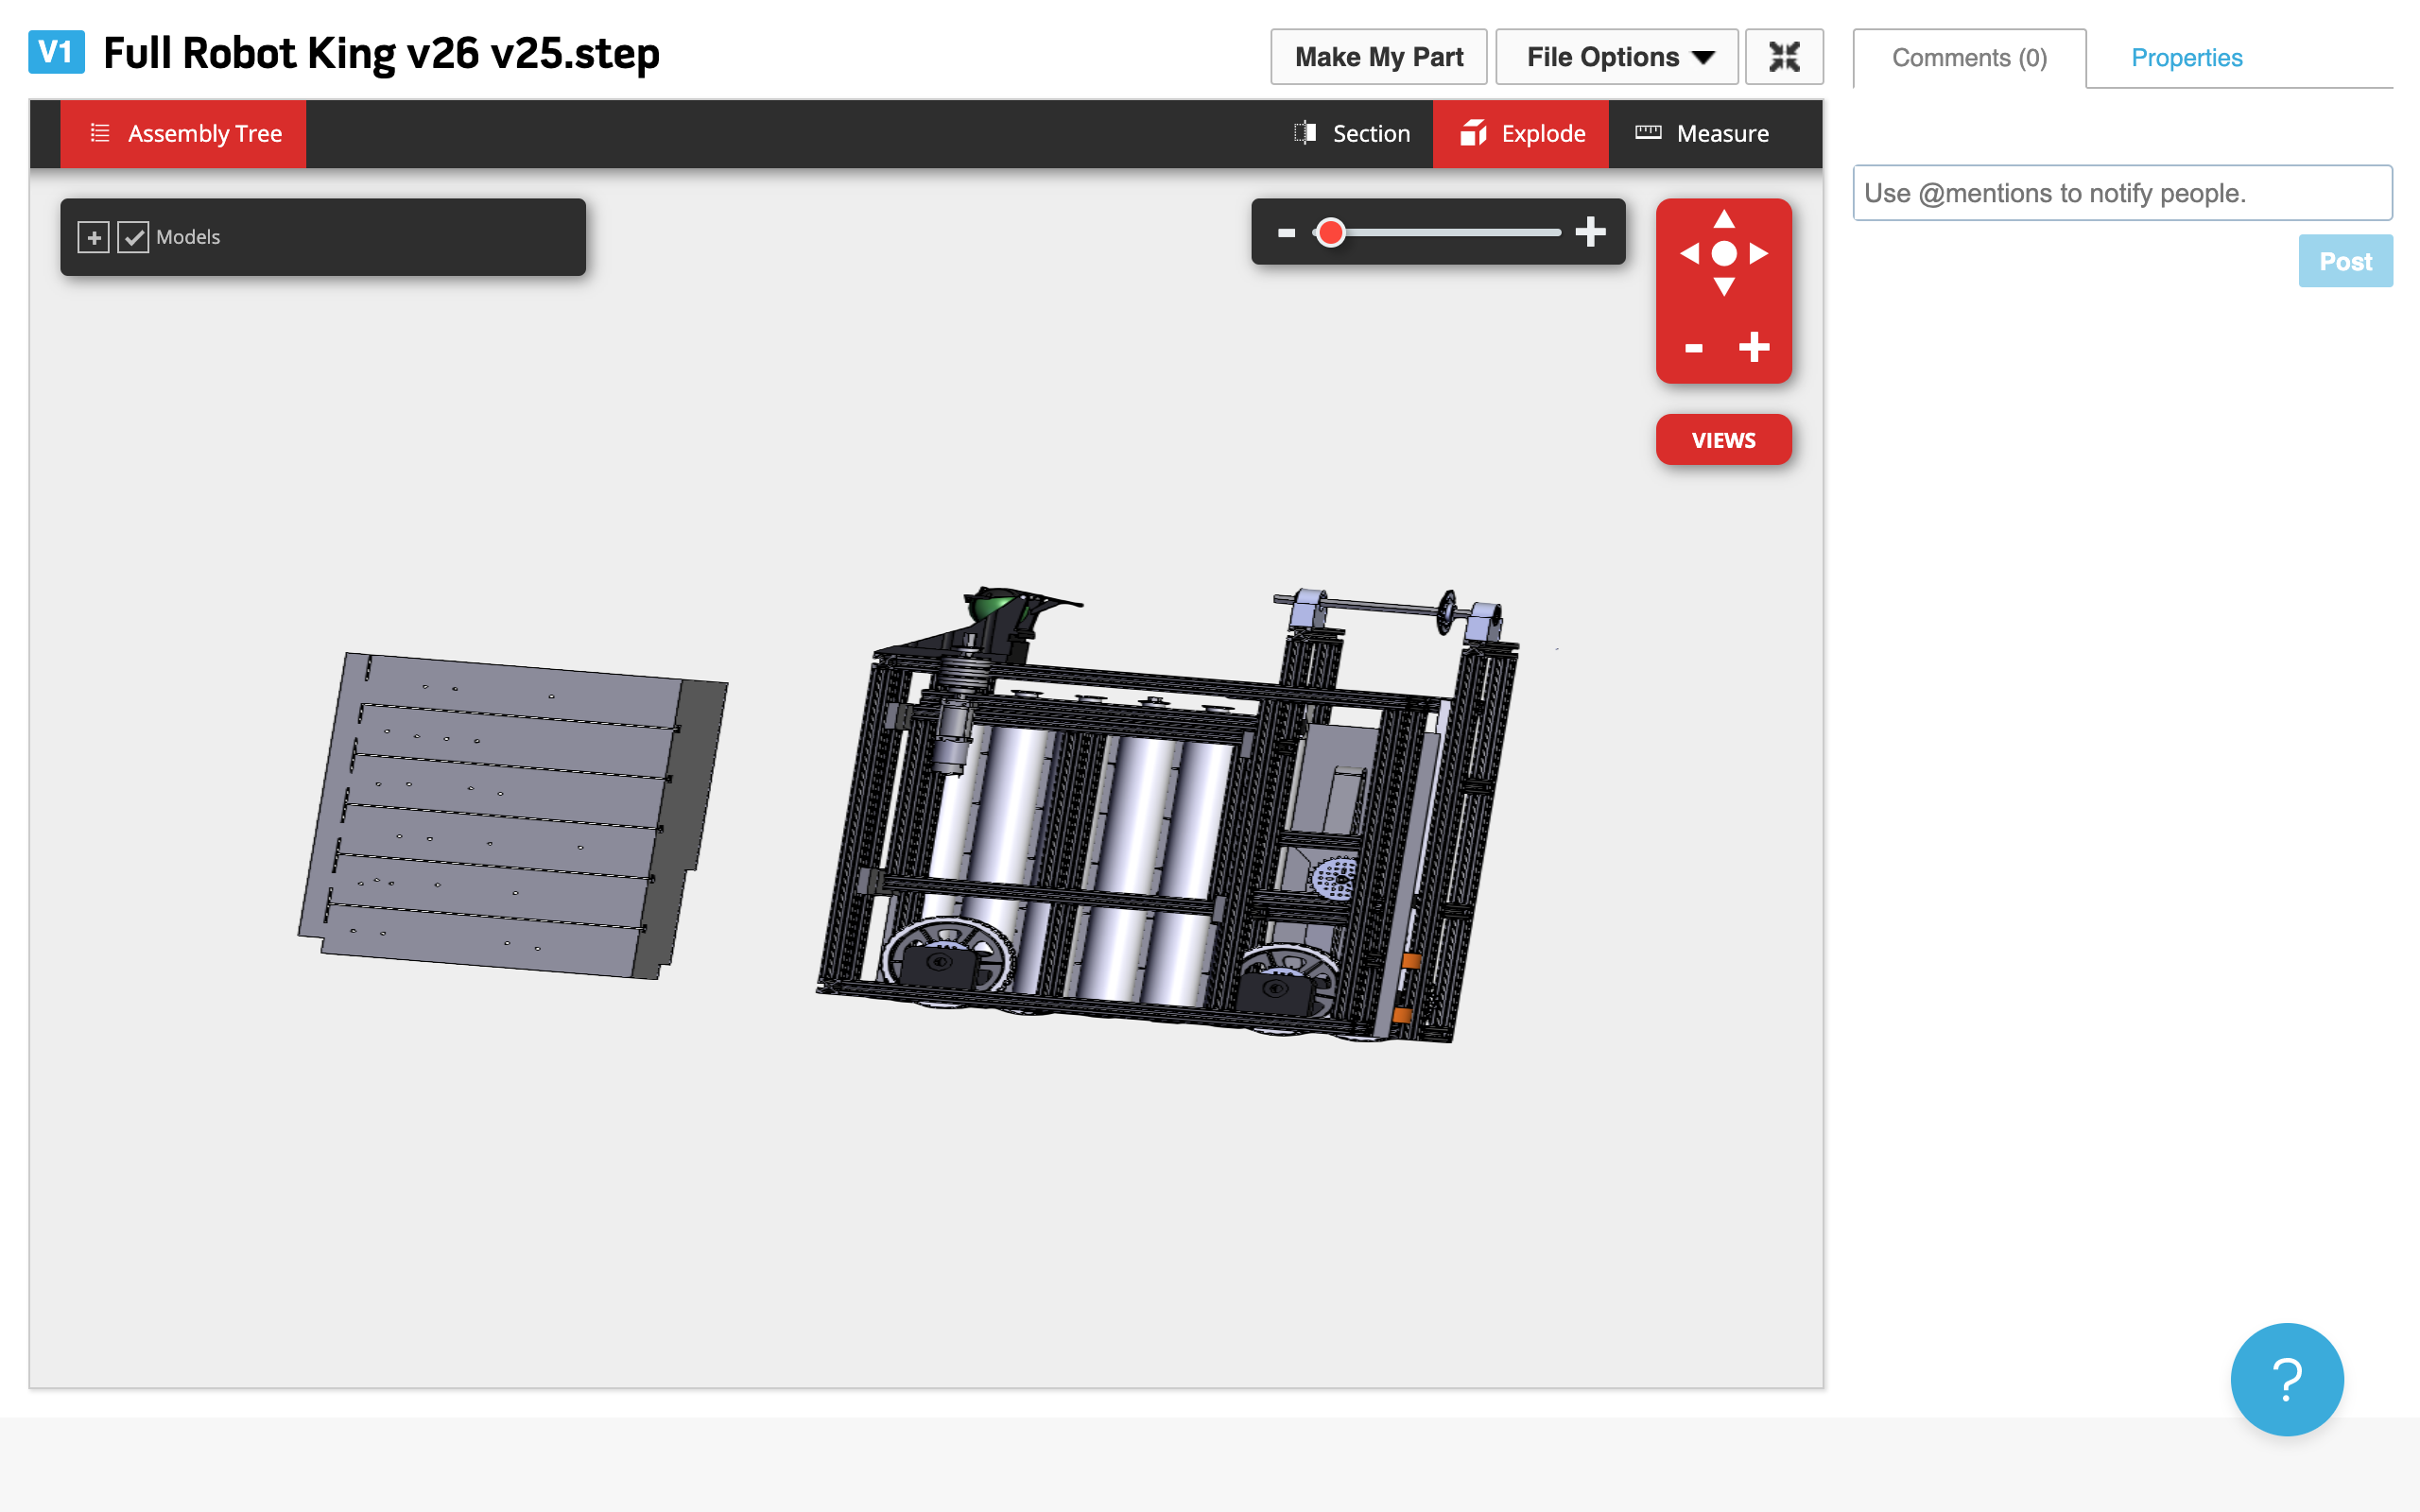 V1 Full Robot King v26 v25.step
Make My Part
File Options
Comments (0)
Properties
Assembly Tree
Section
Explode
Measure
Models
Use @mentions to notify people.
Post
VIEWS
?